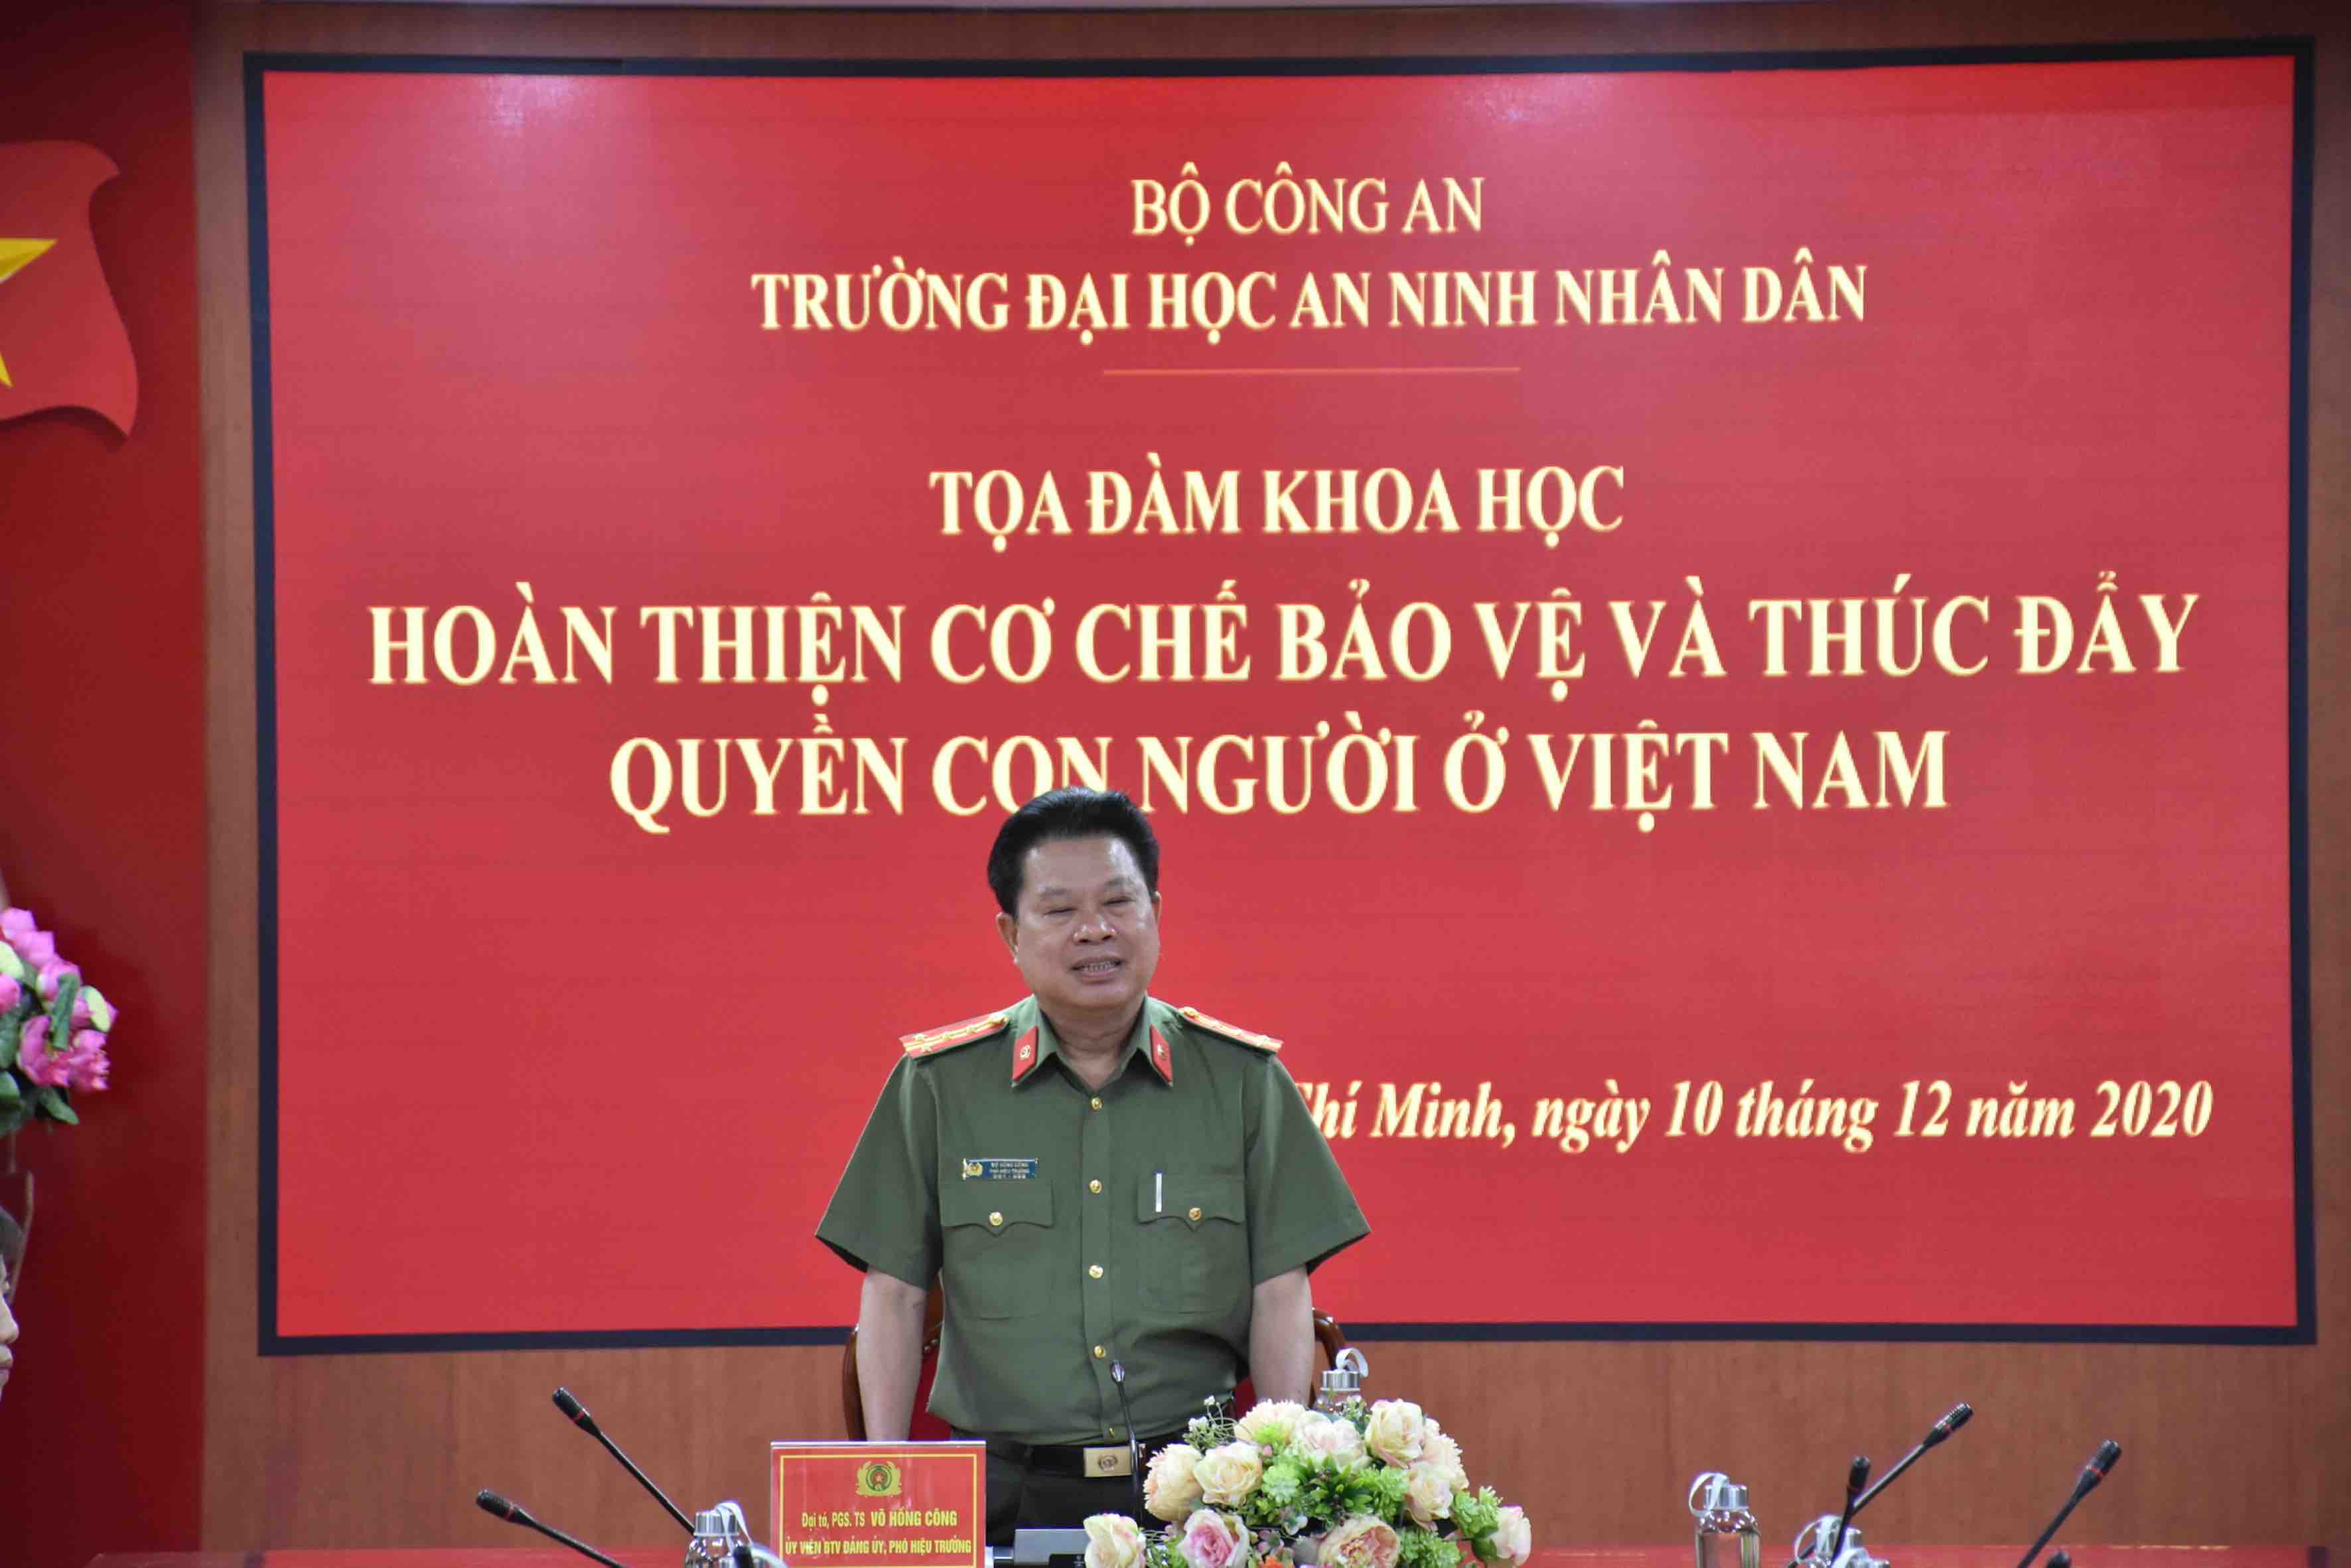 BỘ CÔNG AN
TRƯỜNG ĐẠI HỌC AN NINH NHÂN DÂN
TỌA ĐÀM KHOA HỌC
HOÀN THIỆN CƠ CHẾ BẢO VỆ VÀ THÚC ĐẨY
QUYỀN CON NGƯỜI Ở VIỆT NAM
Chí Minh, ngày 10 tháng 12 năm 2020
Đại tá, PGS. TS VÕ HỒNG CÔNG
ỦY VIÊN BTV ĐẢNG ỦY, PHÓ HIỆU TRƯỞNG